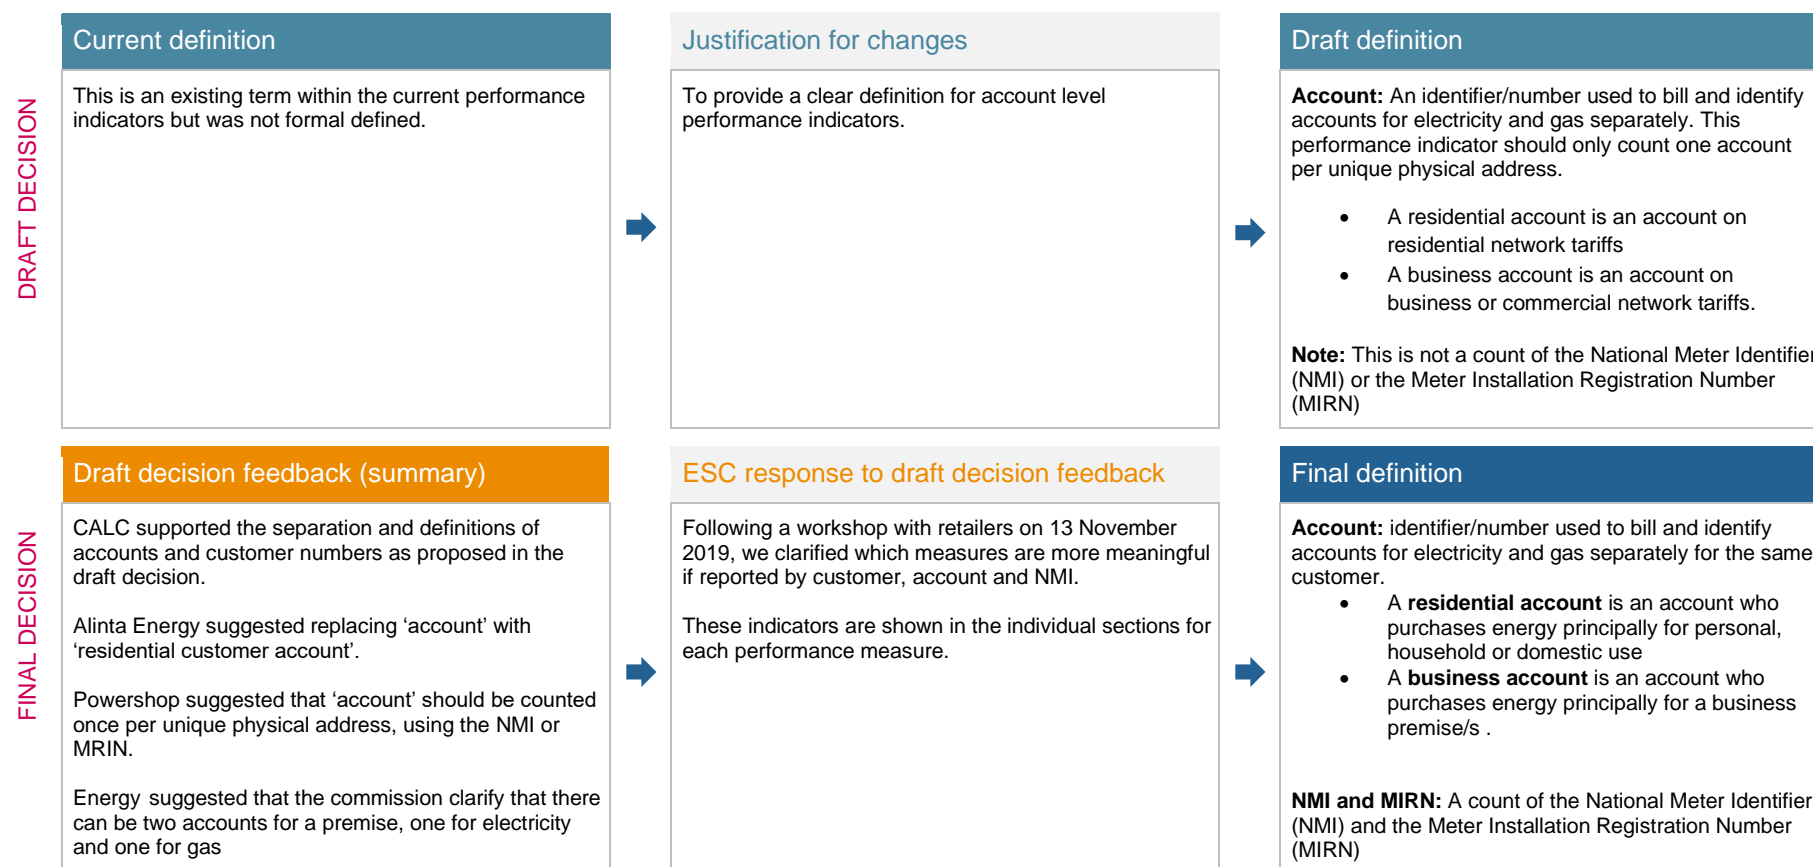 DRAFT DECISION
Current definition
This is an existing term within the current performance
indicators but was not formal defined.
Justification for changes
To provide a clear definition for account level
performance indicators.
Draft definition
Account: An identifier/number used to bill and identify
accounts for electricity and gas separately. This
performance indicator should only count one account
per unique physical address.
• A residential account is an account on
residential network tariffs
• A business account is an account on
business or commercial network tariffs.
Note: This is not a count of the National Meter Identifier
(NMI) or the Meter Installation Registration Number
(MIRN)
FINAL DECISION
Draft decision feedback (summary)
CALC supported the separation and definitions of
accounts and customer numbers as proposed in the
draft decision.
Alinta Energy suggested replacing ‘account’ with
‘residential customer account’.
Powershop suggested that ‘account’ should be counted
once per unique physical address, using the NMI or
MRIN.
Energy suggested that the commission clarify that there
can be two accounts for a premise, one for electricity
and one for gas
ESC response to draft decision feedback
Following a workshop with retailers on 13 November
2019, we clarified which measures are more meaningful
if reported by customer, account and NMI.
These indicators are shown in the individual sections for
each performance measure.
Final definition
Account: identifier/number used to bill and identify
accounts for electricity and gas separately for the same
customer.
• A residential account is an account who
purchases energy principally for personal,
household or domestic use
• A business account is an account who
purchases energy principally for a business
premise/s .
NMI and MIRN: A count of the National Meter Identifier
(NMI) and the Meter Installation Registration Number
(MIRN)